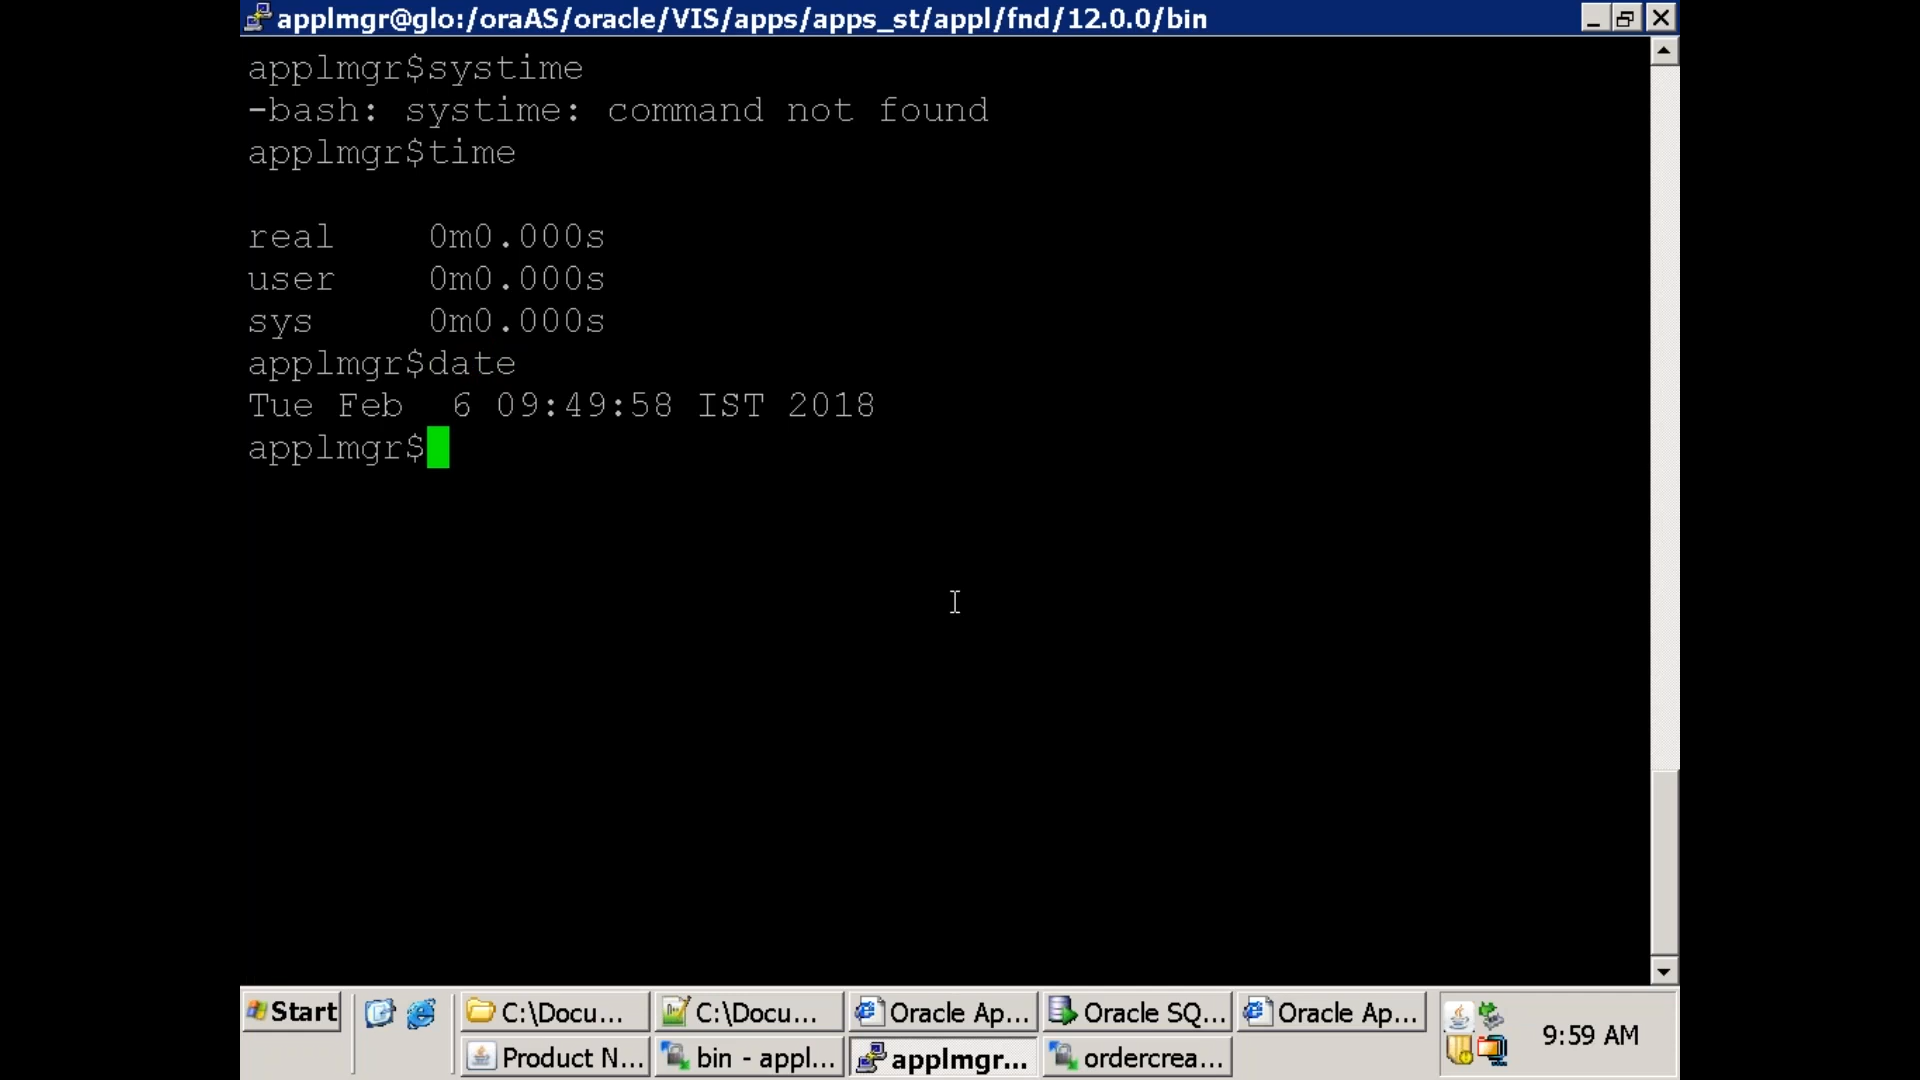 applmgr@glo:/oraAS/oracle/VIS/apps/apps_st/appl/fnd/12.0.0/bin
applmgr$systime
-bash: systime: command not found
applmgr$time
real 0m0.000s
user 0m0.000s
sys 0m0.000s
applmgr$date
Tue Feb  6 09:49:58 IST 2018
applmgr$
Start C:\Docu... C:\Docu... Oracle Ap... Oracle SQ... Oracle Ap...
Product N... bin - appl... applmgr... ordercrea...
9:59 AM